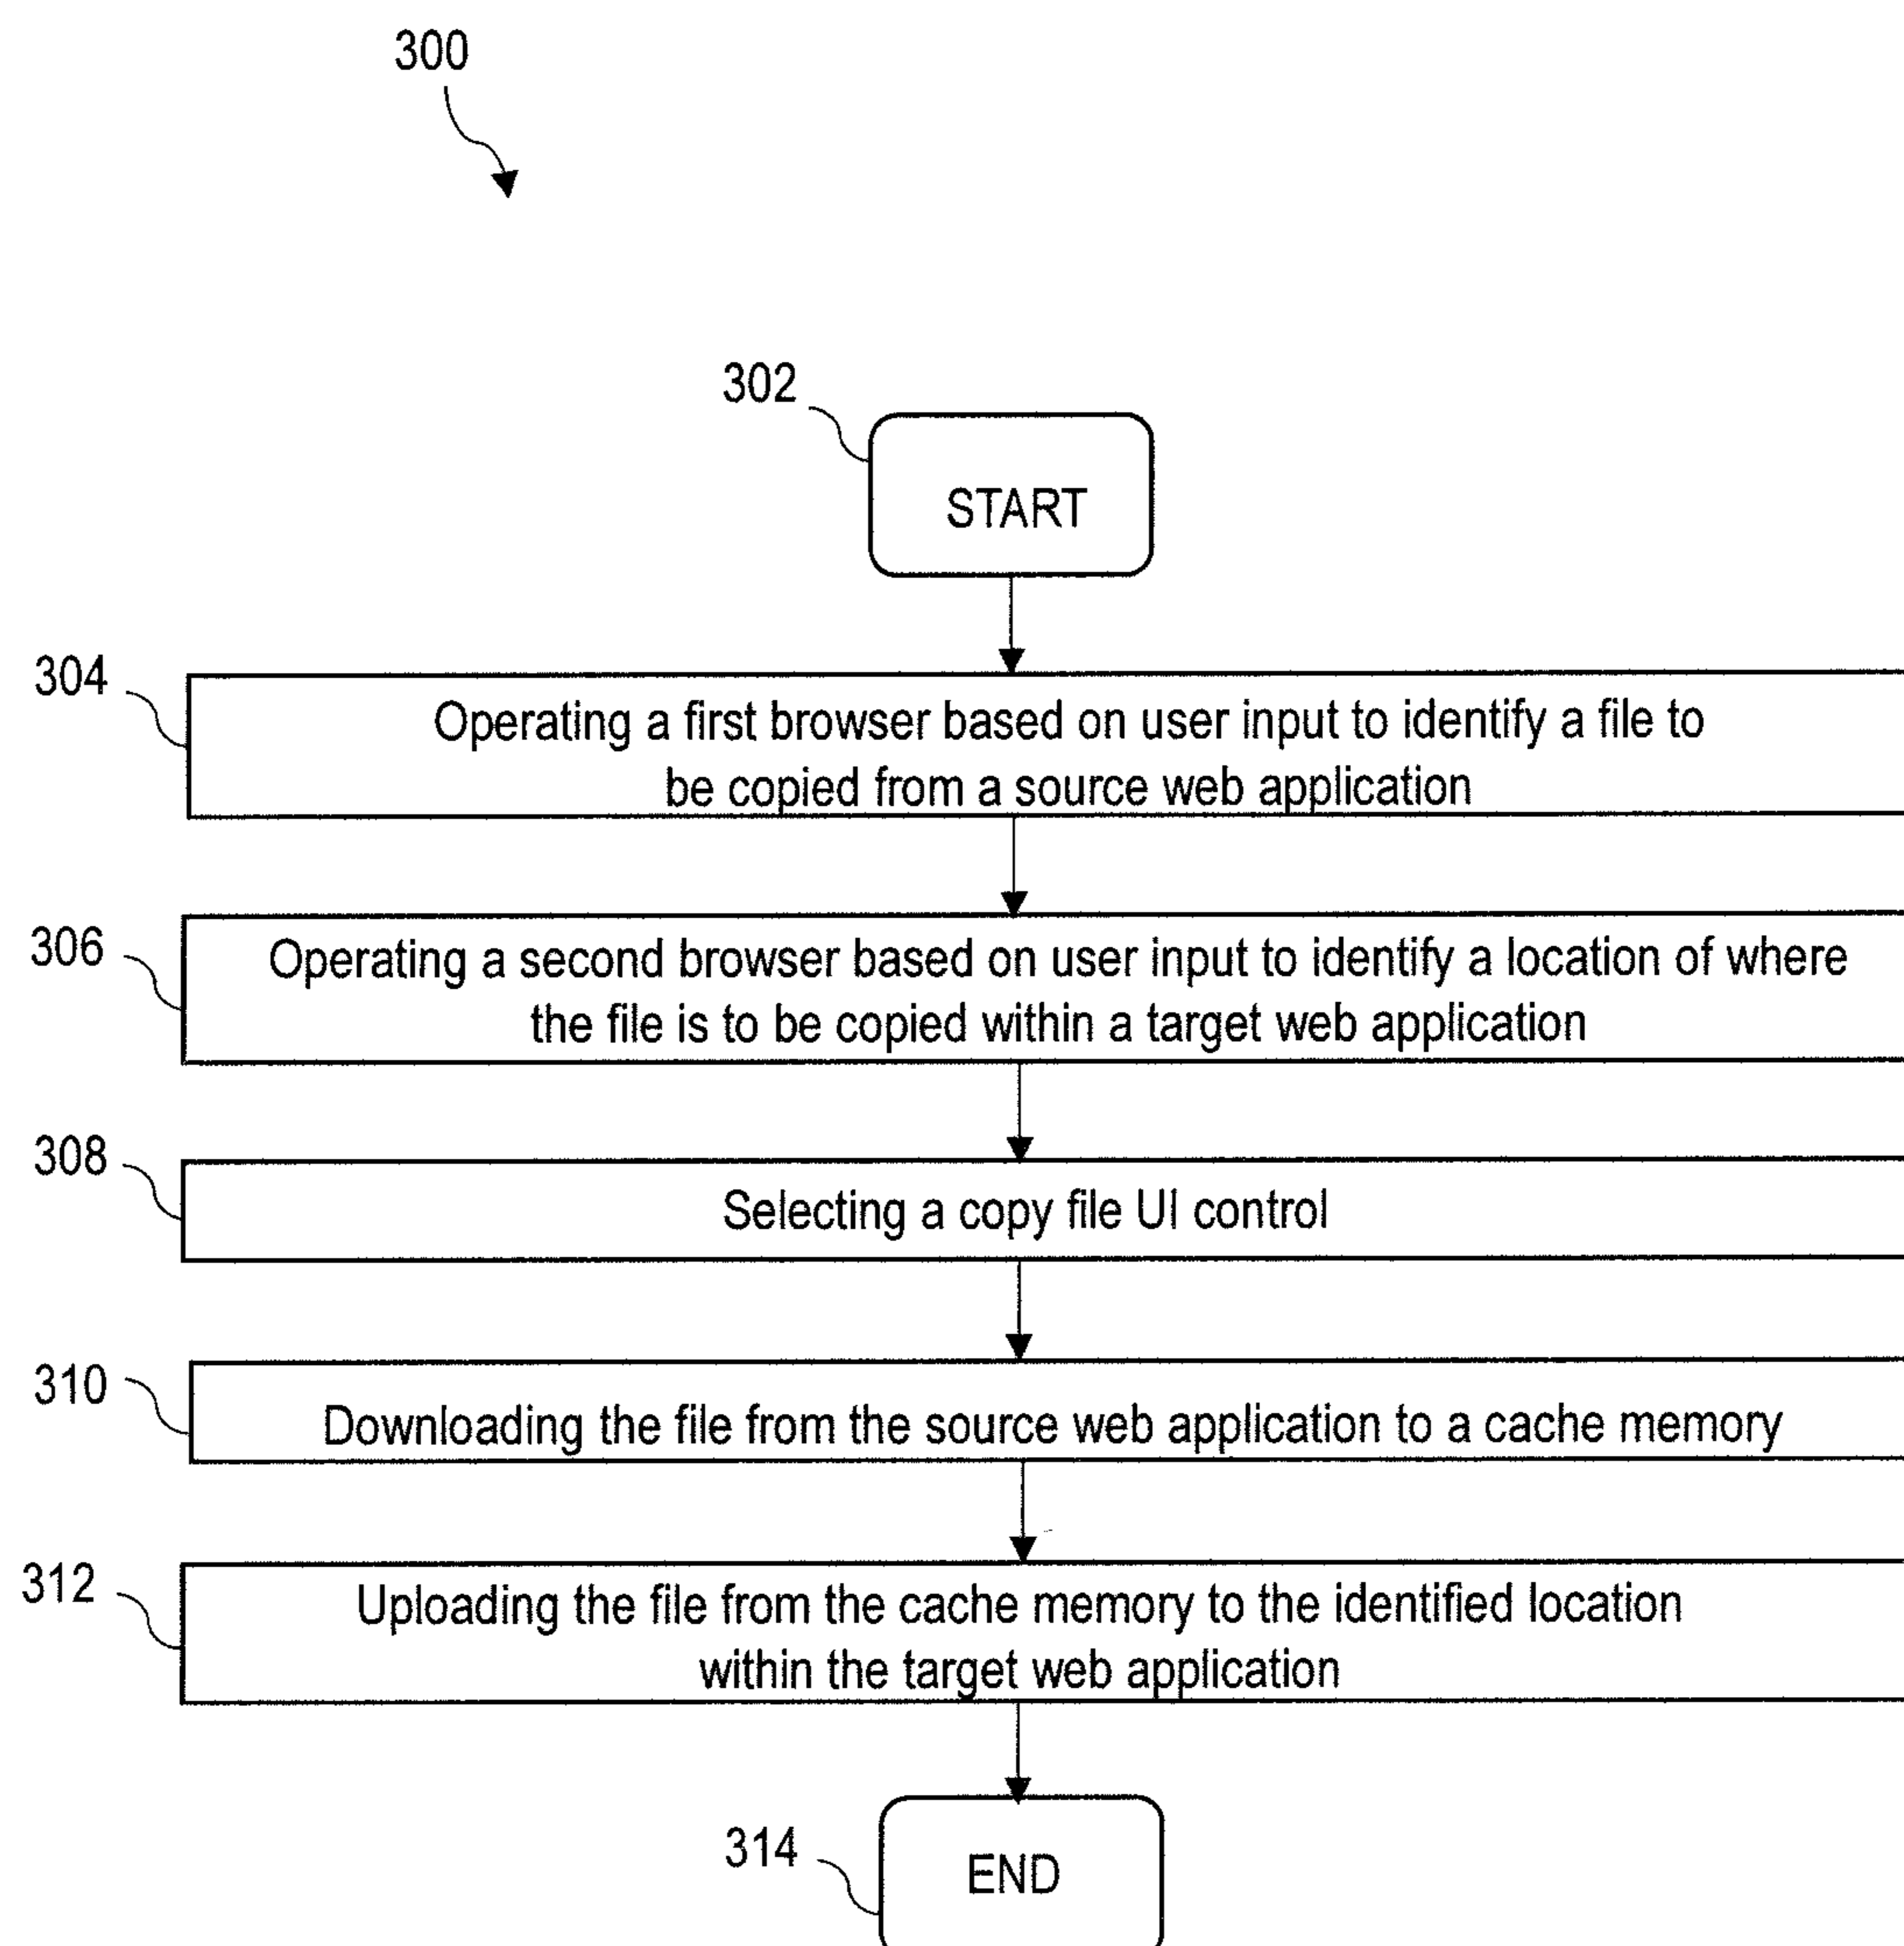 300
302
START
304
Operating a first browser based on user input to identify a file to
be copied from a source web application
306
Operating a second browser based on user input to identify a location of where
the file is to be copied within a target web application
308
Selecting a copy file UI control
310
Downloading the file from the source web application to a cache memory
312
Uploading the file from the cache memory to the identified location
within the target web application
314
END